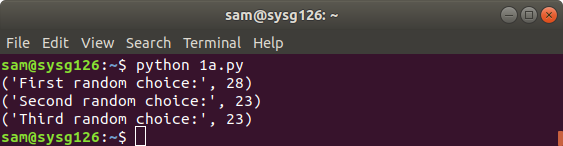 sam@sysg126: ~
File Edit View Search Terminal Help
sam@sysg126:~$ python 1a.py
('First random choice:', 28)
('Second random choice:', 23)
('Third random choice:', 23)
sam@sysg126:~$